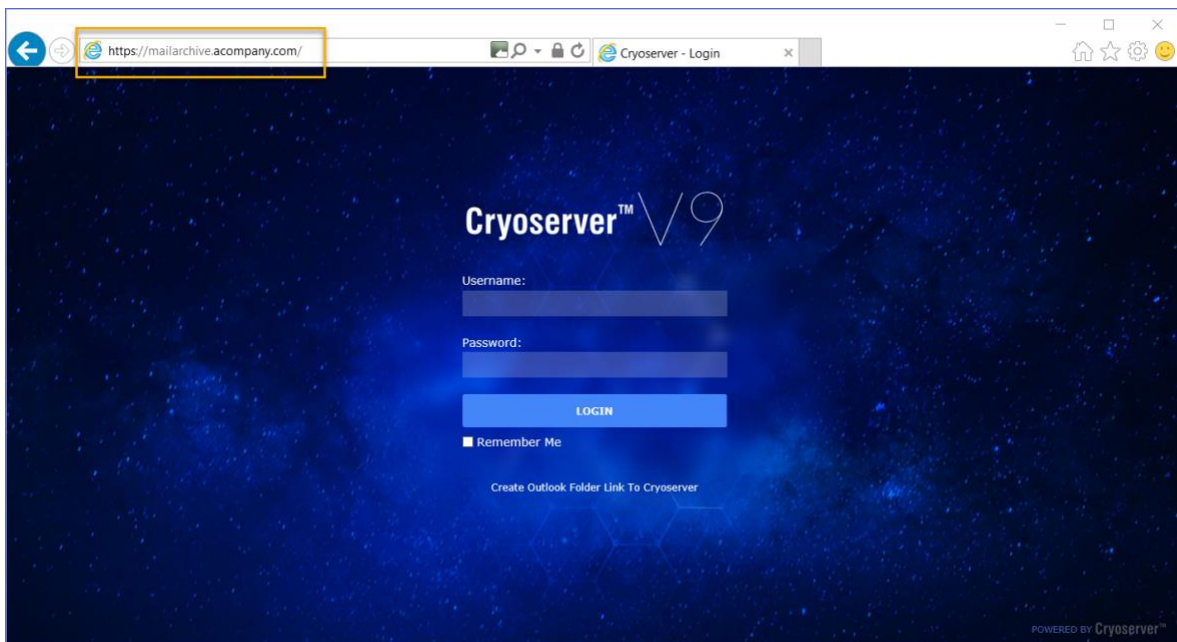 https://mailarchive.acompany.com/
Cryoserver - Login
Cryoserver™ V9
Username:
Password:
LOGIN
Remember Me
Create Outlook Folder Link To Cryoserver
POWERED BY Cryoserver™